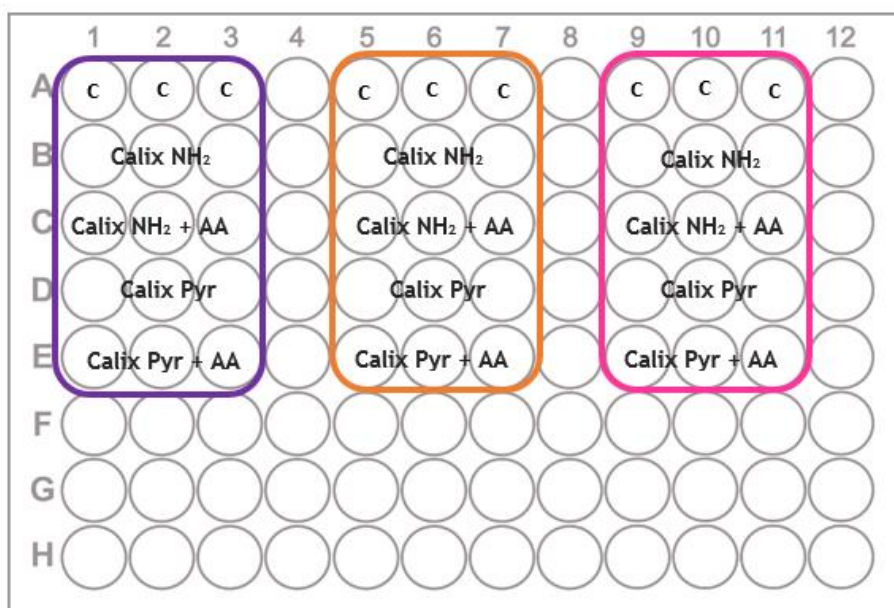 1 2 3 4 5 6 7 8 9 10 11 12
A C C C C C C C C C
B Calix NH₂ Calix NH₂ Calix NH₂
C Calix NH₂ + AA Calix NH₂ + AA Calix NH₂ + AA
D Calix Pyr Calix Pyr Calix Pyr
E Calix Pyr + AA Calix Pyr + AA Calix Pyr + AA
F
G
H